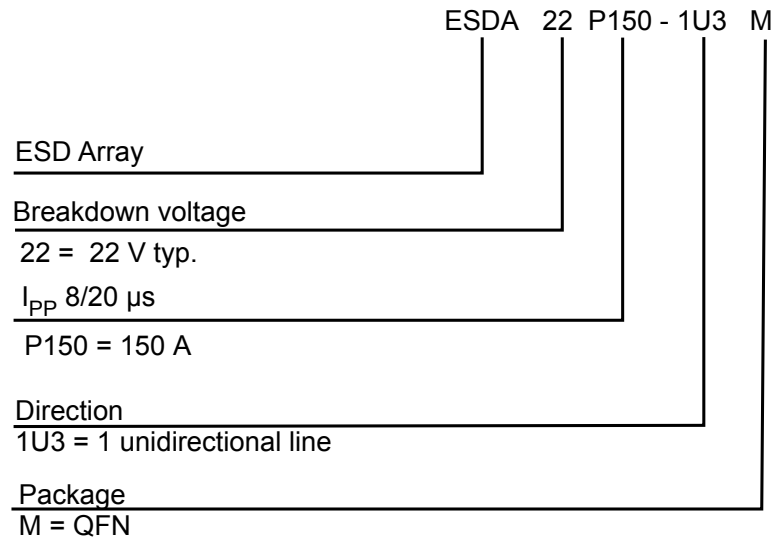 ESDA 22 P150 - 1U3 M
ESD Array
Breakdown voltage
22 = 22 V typ.
IPP 8/20 µs
P150 = 150 A
Direction
1U3 = 1 unidirectional line
Package
M = QFN